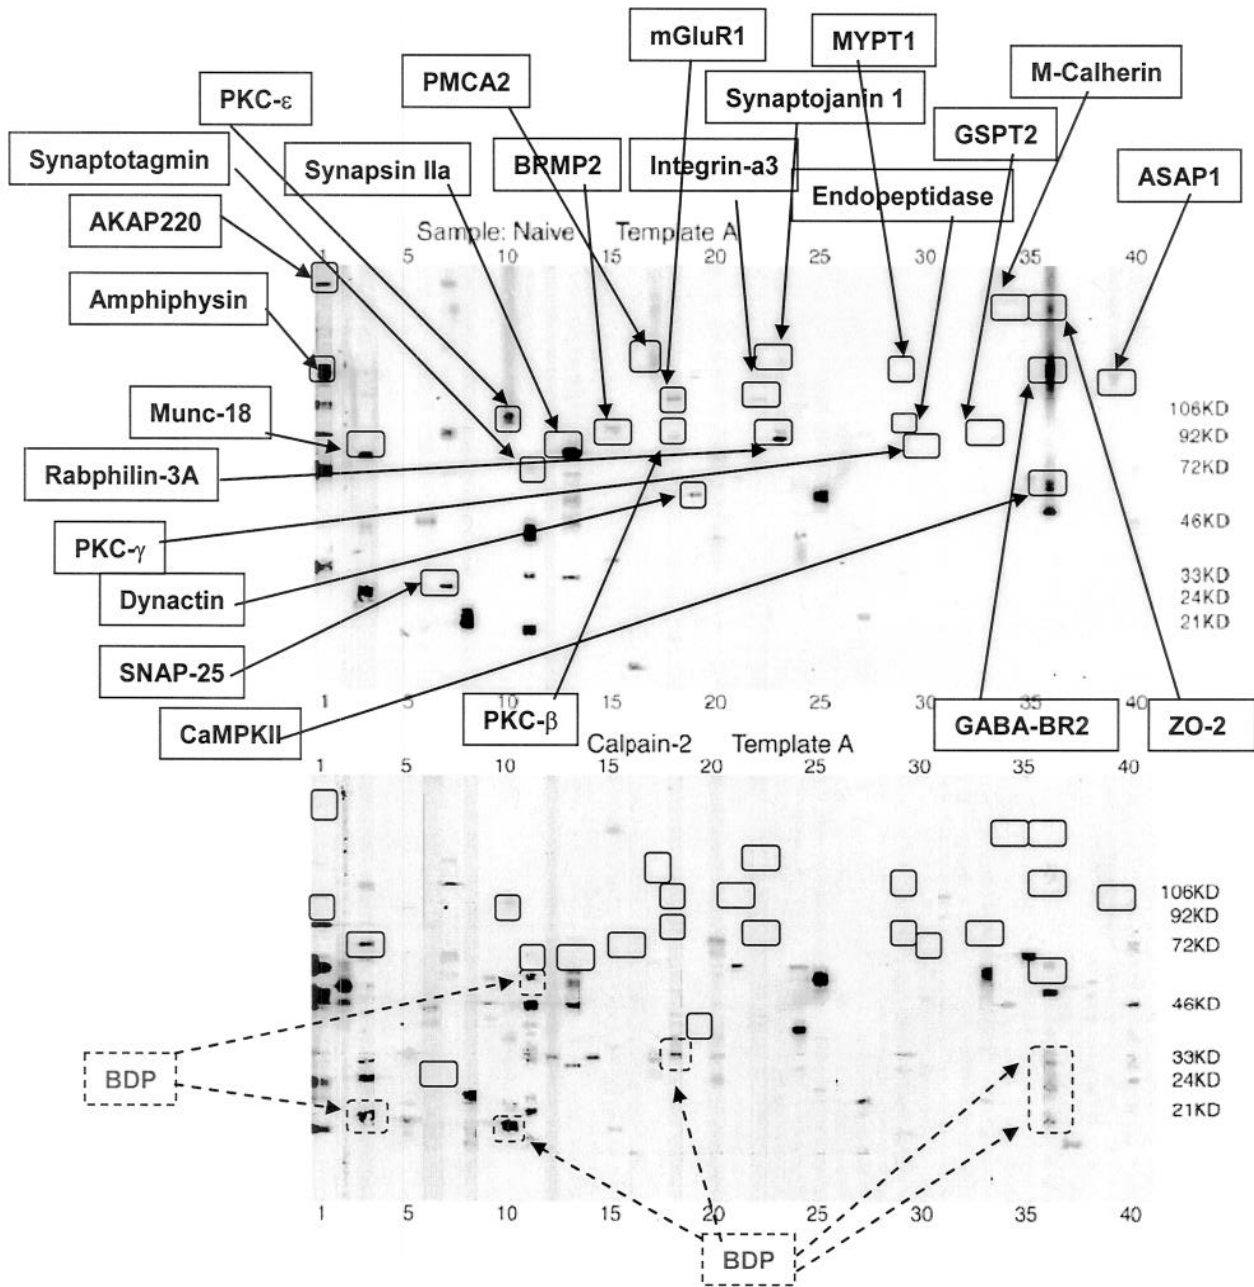 mGluR1
MYPT1
M-Calherin
PMCA2
PKC-ε
Synaptojanin 1
GSPT2
Synaptotagmin
Synapsin IIa
BRMP2
Integrin-a3
ASAP1
Endopeptidase
AKAP220
Sample: Naive Template A
1 5 10 15 20 25 30 35 40
Amphiphysin
106KD
Munc-18
92KD
Rabphilin-3A
72KD
46KD
PKC-γ
33KD
Dynactin
24KD
21KD
SNAP-25
1 5 10 15 20 25 30 35 40
CaMPKII
PKC-β
GABA-BR2
ZO-2
Calpain-2 Template A
1 5 10 15 20 25 30 35 40
106KD
92KD
72KD
46KD
33KD
BDP
24KD
21KD
1 5 10 15 20 25 30 35 40
BDP